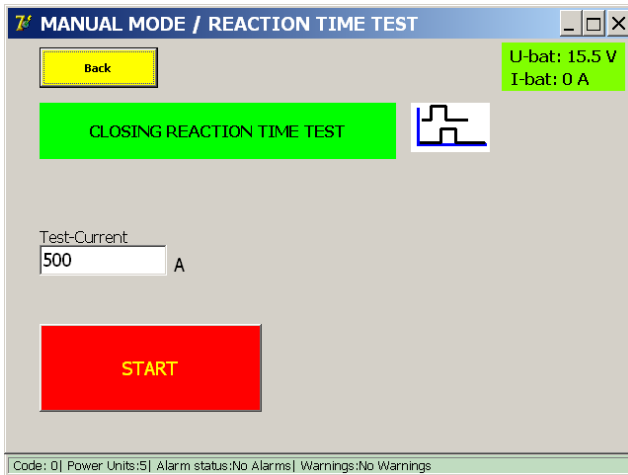 MANUAL MODE / REACTION TIME TEST
Back
U-bat: 15.5 V
I-bat: 0 A
CLOSING REACTION TIME TEST
Test-Current
500 A
START
Code: 0| Power Units:5| Alarm status:No Alarms| Warnings:No Warnings